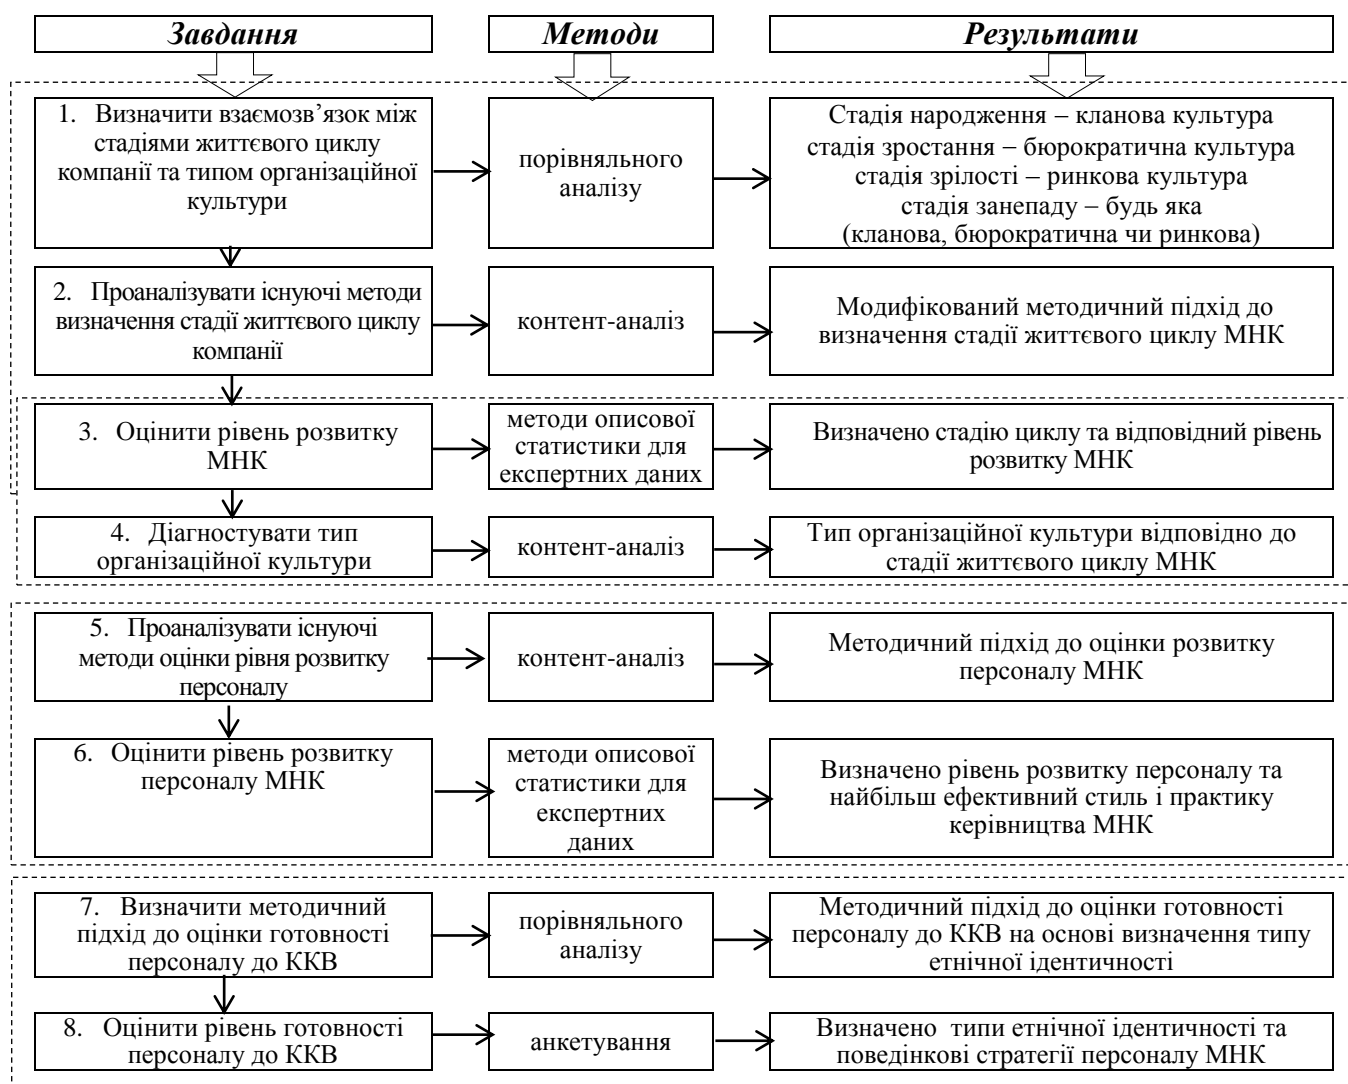 Завдання
Методи
Результати
1. Визначити взаємозв’язок між
стадіями життєвого циклу
компанії та типом організаційної
культури
порівняльного
аналізу
Стадія народження – кланова культура
стадія зростання – бюрократична культура
стадія зрілості – ринкова культура
стадія занепаду – будь яка
(кланова, бюрократична чи ринкова)
2. Проаналізувати існуючі методи
визначення стадії життєвого циклу
компанії
контент-аналіз
Модифікований методичний підхід до
визначення стадії життєвого циклу МНК
3. Оцінити рівень розвитку
МНК
методи описової
статистики для
експертних даних
Визначено стадію циклу та відповідний рівень
розвитку МНК
4. Діагностувати тип
організаційної культури
контент-аналіз
Тип організаційної культури відповідно до
стадії життєвого циклу МНК
5. Проаналізувати існуючі
методи оцінки рівня розвитку
персоналу
контент-аналіз
Методичний підхід до оцінки розвитку
персоналу МНК
6. Оцінити рівень розвитку
персоналу МНК
методи описової
статистики для
експертних
даних
Визначено рівень розвитку персоналу та
найбільш ефективний стиль і практику
керівництва МНК
7. Визначити методичний
підхід до оцінки готовності
персоналу до ККВ
порівняльного
аналізу
Методичний підхід до оцінки готовності
персоналу до ККВ на основі визначення типу
етнічної ідентичності
8. Оцінити рівень готовності
персоналу до ККВ
анкетування
Визначено типи етнічної ідентичності та
поведінкові стратегії персоналу МНК